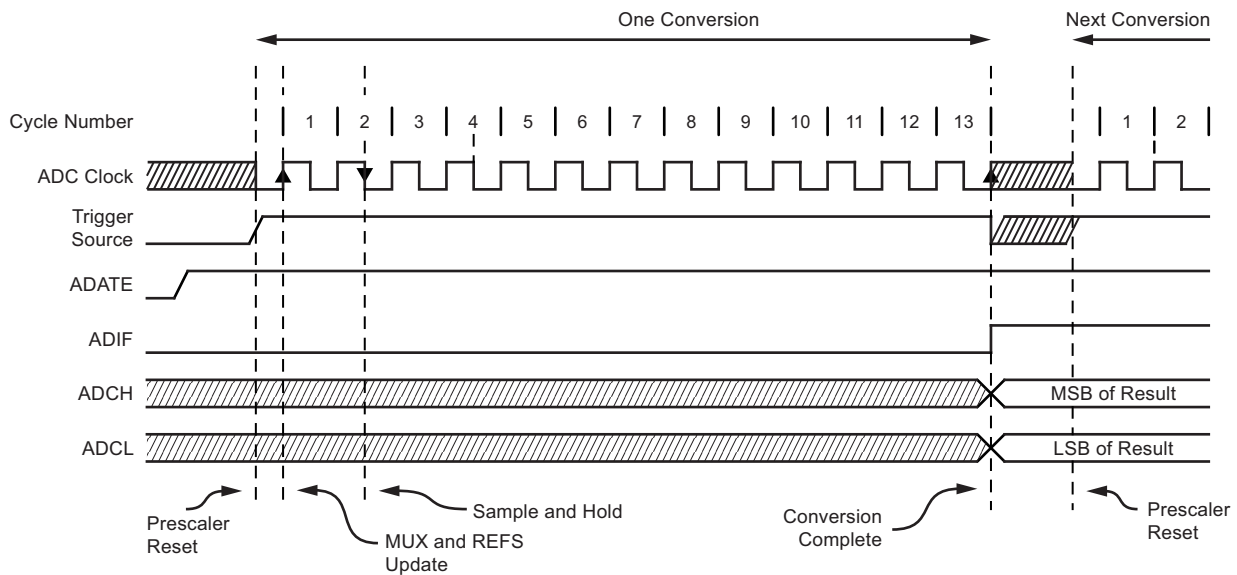 One Conversion
Next Conversion
Cycle Number
1 2 3 4 5 6 7 8 9 10 11 12 13 1 2
ADC Clock
Trigger
Source
ADATE
ADIF
ADCH
MSB of Result
ADCL
LSB of Result
Prescaler
Reset
MUX and REFS
Update
Sample and Hold
Conversion
Complete
Prescaler
Reset